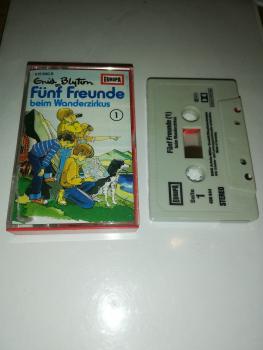 EUROPA
Enid Blyton
Fünf Freunde
beim Wanderzirkus
1
Fünf Freunde (1)
beim Wanderzirkus
EUROPA
Seite
1
STEREO